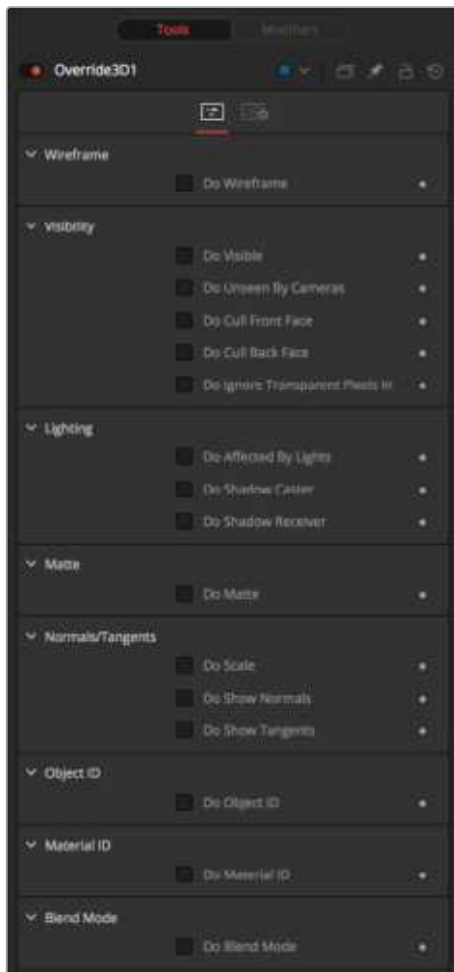 Tools Modifiers
Override3D1
Wireframe
Do Wireframe
Visibility
Do Visible
Do Unseen By Cameras
Do Cull Front Face
Do Cull Back Face
Do Ignore Transparent Pixels In
Lighting
Do Affected By Lights
Do Shadow Caster
Do Shadow Receiver
Matte
Do Matte
Normals/Tangents
Do Scale
Do Show Normals
Do Show Tangents
Object ID
Do Object ID
Material ID
Do Material ID
Blend Mode
Do Blend Mode